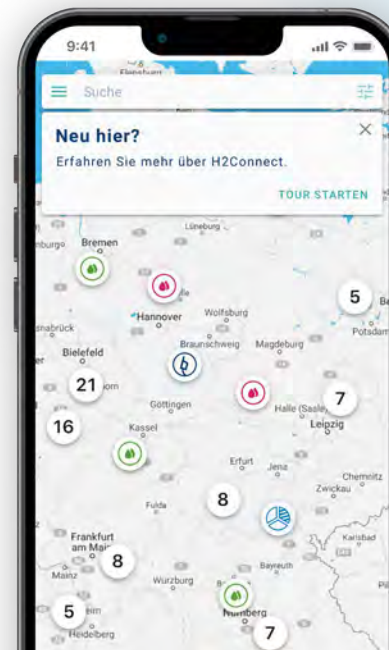 9:41
Flensburg
Suche
Neu hier?
Erfahren Sie mehr über H2Connect.
TOUR STARTEN
Lüneburg
Bremen
Hannover
Wolfsburg
5
Potsdam
Braunschweig
Magdeburg
Bielefeld
21
Göttingen
7
Halle (Saale)
16
Leipzig
Kassel
Erfurt
Jena
Chemnitz
Zwickau
8
Fulda
Frankfurt
am Main
8
Karlsbad
Mainz
Bayreuth
Würzburg
5
Nürnberg
Heidelberg
7